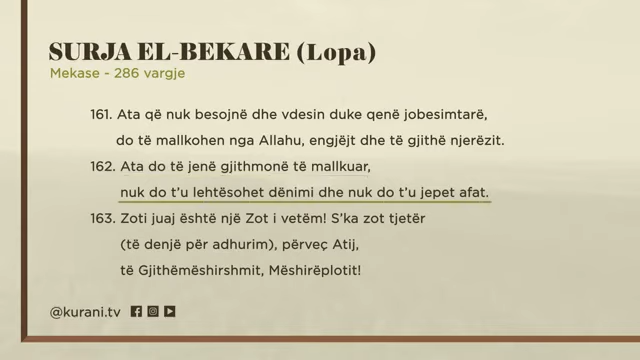 SURJA EL-BEKARE (Lopa)
Mekase - 286 vargje
161. Ata që nuk besojnë dhe vdesin duke qenë jobesimtarë,
do të mallkohen nga Allahu, engjëjt dhe të gjithë njerëzit.
162. Ata do të jenë gjithmonë të mallkuar,
nuk do t'u lehtësohet dënimi dhe nuk do t'u jepet afat.
163. Zoti juaj është një Zot i vetëm! S'ka zot tjetër
(të denjë për adhurim), përveç Atij,
të Gjithëmëshirshmit, Mëshirëplotit!
@kurani.tv